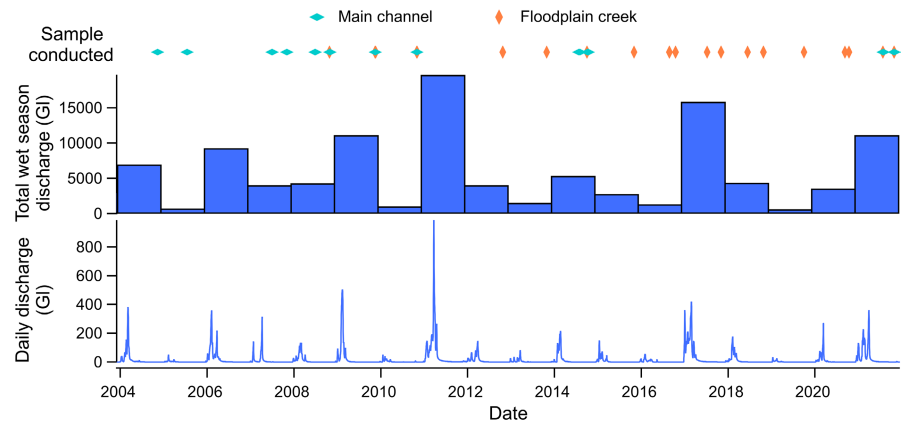 Main channel
Floodplain creek
Sample
conducted
Total wet season
discharge (Gl)
15000
10000
5000
0
Daily discharge
(Gl)
800
600
400
200
0
2004 2006 2008 2010 2012 2014 2016 2018 2020
Date